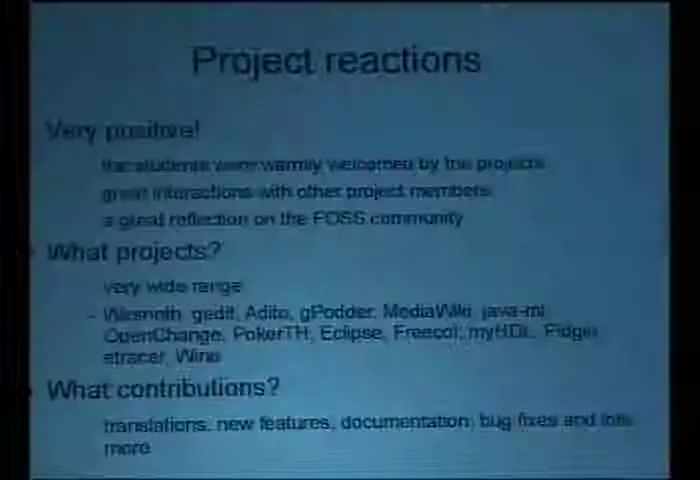 Project reactions
Very positive!
the students were warmly welcomed by the projects
great interactions with other project members
a great reflection on the FOSS community
What projects?
very wide range
– Wesnoth, gedit, Adito, gPodder, MediaWiki, java-ml,
OpenChange, PokerTH, Eclipse, Freecol, myHDL, Pidgin,
etracer, Wine
What contributions?
translations, new features, documentation, bug fixes and lots
more